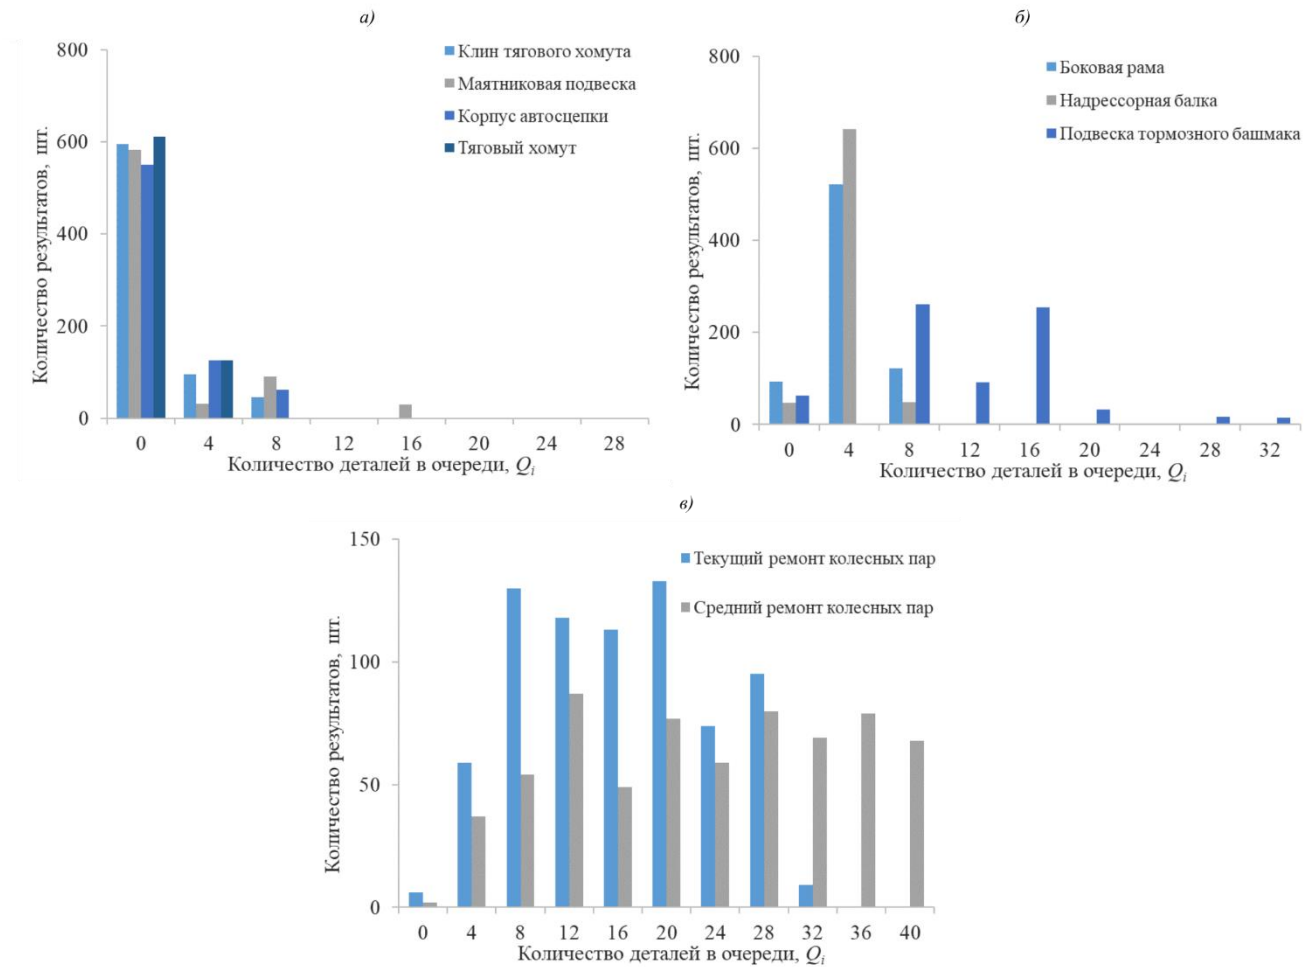 а)
800
600
400
200
0
Количество результатов, шт.
Клин тягового хомута
Маятниковая подвеска
Корпус автосцепки
Тяговый хомут
0 4 8 12 16 20 24 28
Количество деталей в очереди, Qi
б)
800
600
400
200
0
Количество результатов, шт.
Боковая рама
Надрессорная балка
Подвеска тормозного башмака
0 4 8 12 16 20 24 28 32
Количество деталей в очереди, Qi
в)
150
100
50
0
Количество результатов, шт.
Текущий ремонт колесных пар
Средний ремонт колесных пар
0 4 8 12 16 20 24 28 32 36 40
Количество деталей в очереди, Qi